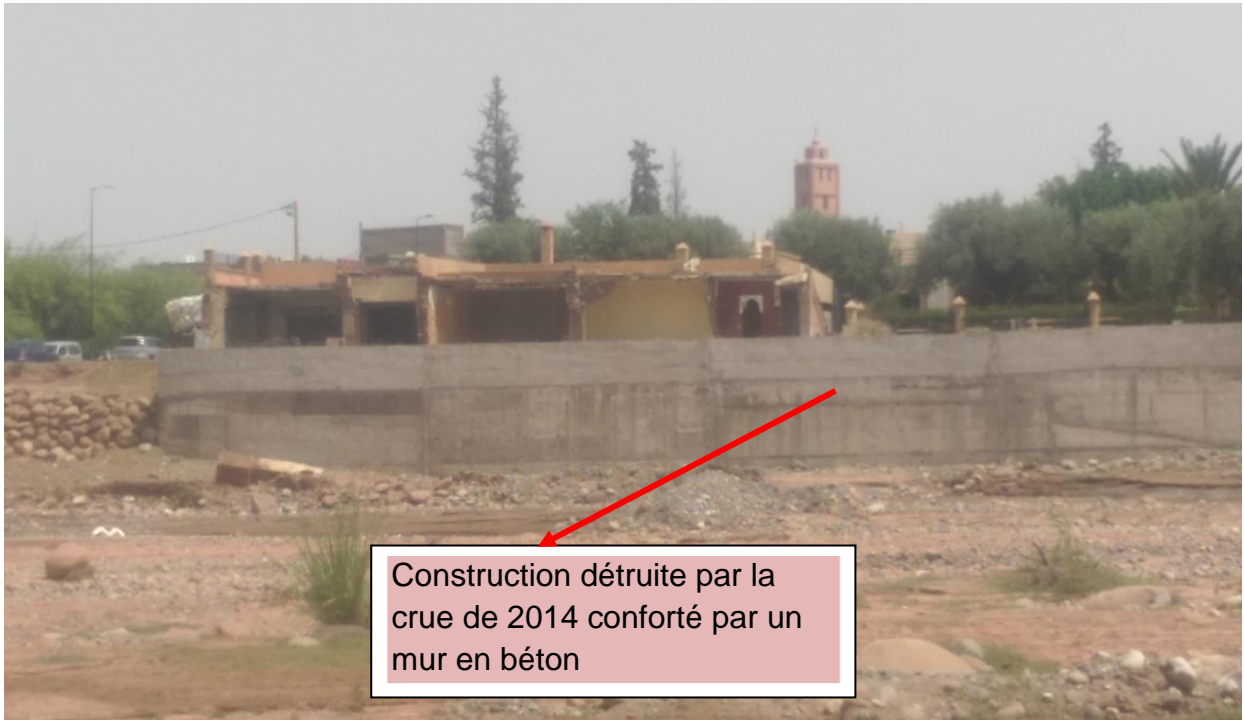 Construction détruite par la
crue de 2014 conforté par un
mur en béton